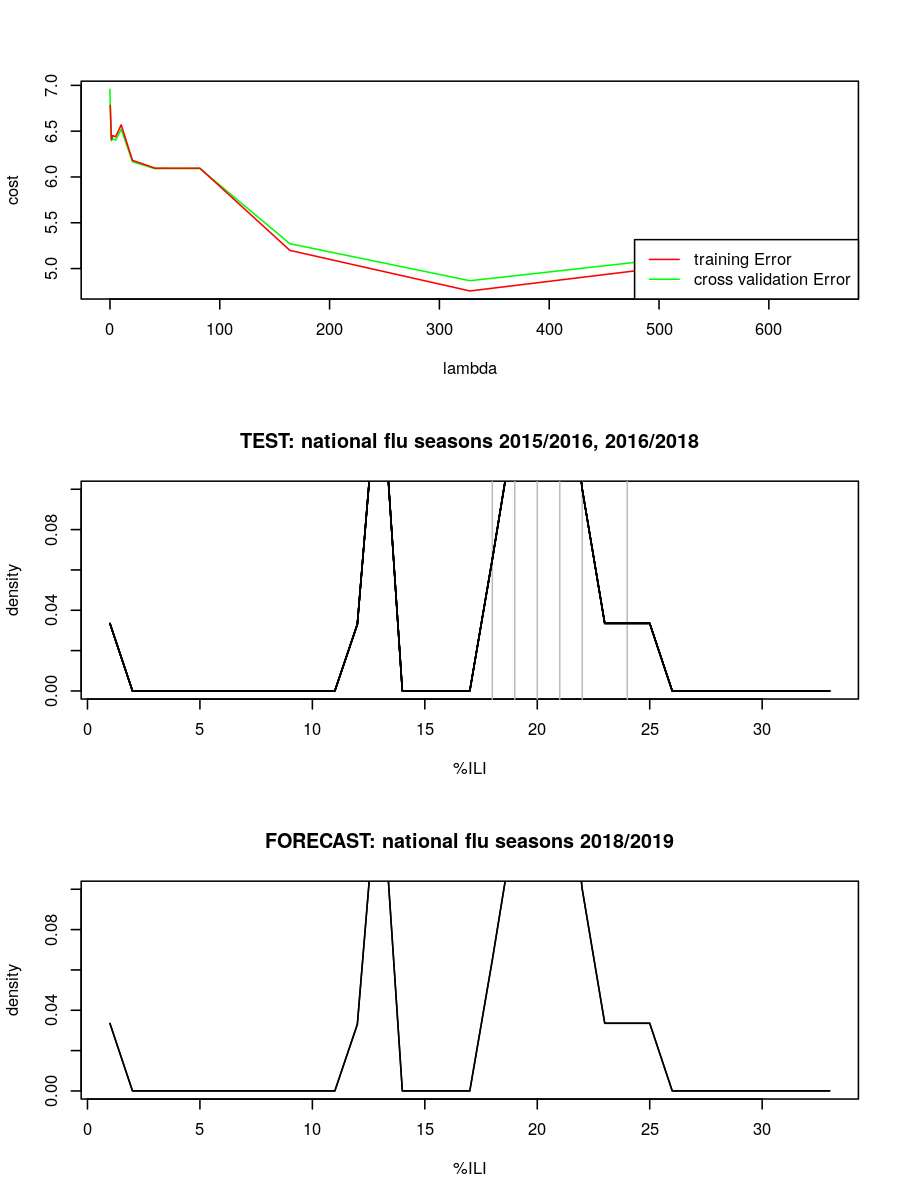 7.0
6.5
6.0
5.5
5.0
cost
training Error
cross validation Error
0 100 200 300 400 500 600
lambda
TEST: national flu seasons 2015/2016, 2016/2018
0.08
0.04
0.00
density
0 5 10 15 20 25 30
%ILI
FORECAST: national flu seasons 2018/2019
0.08
0.04
0.00
density
0 5 10 15 20 25 30
%ILI